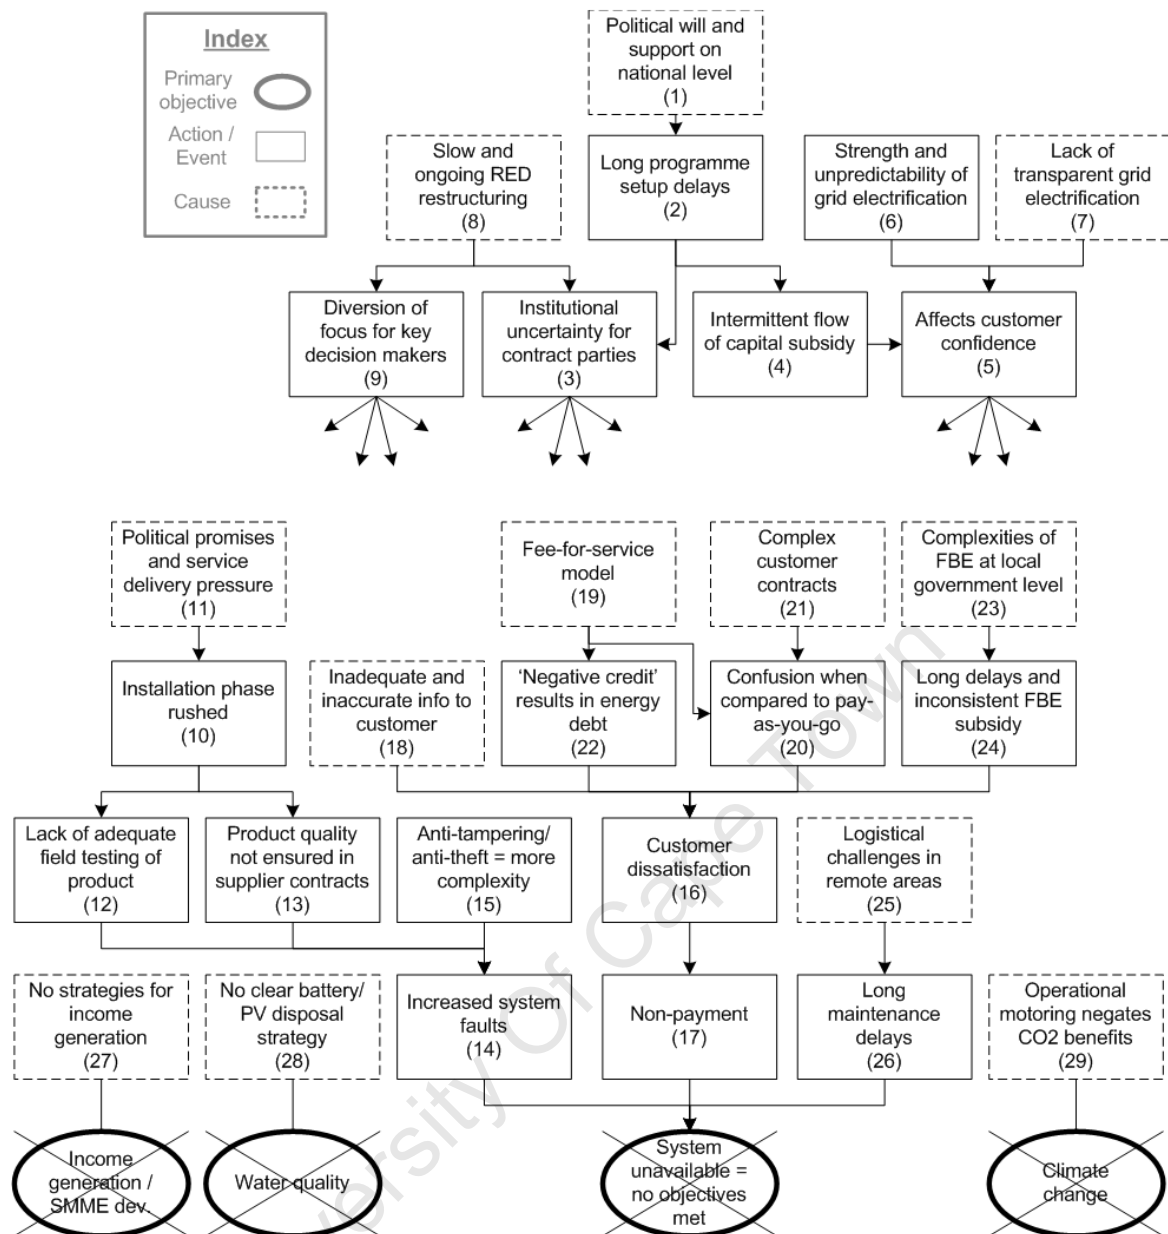 Index
Primary
objective
Action /
Event
Cause
Political will and
support on
national level
(1)
Slow and
ongoing RED
restructuring
(8)
Long programme
setup delays
(2)
Strength and
unpredictability of
grid electrification
(6)
Lack of
transparent grid
electrification
(7)
Diversion of
focus for key
decision makers
(9)
Institutional
uncertainty for
contract parties
(3)
Intermittent flow
of capital subsidy
(4)
Affects customer
confidence
(5)
Political promises
and service
delivery pressure
(11)
Fee-for-service
model
(19)
Complex
customer
contracts
(21)
Complexities of
FBE at local
government level
(23)
Installation phase
rushed
(10)
Inadequate and
inaccurate info to
customer
(18)
‘Negative credit’
results in energy
debt
(22)
Confusion when
compared to pay-
as-you-go
(20)
Long delays and
inconsistent FBE
subsidy
(24)
Lack of adequate
field testing of
product
(12)
Product quality
not ensured in
supplier contracts
(13)
Anti-tampering/
anti-theft = more
complexity
(15)
Customer
dissatisfaction
(16)
Logistical
challenges in
remote areas
(25)
No strategies for
income
generation
(27)
No clear battery/
PV disposal
strategy
(28)
Increased system
faults
(14)
Non-payment
(17)
Long
maintenance
delays
(26)
Operational
motoring negates
CO2 benefits
(29)
Income
generation /
SMME dev.
Water quality
System
unavailable =
no objectives
met
Climate
change
versity Of Cape Town